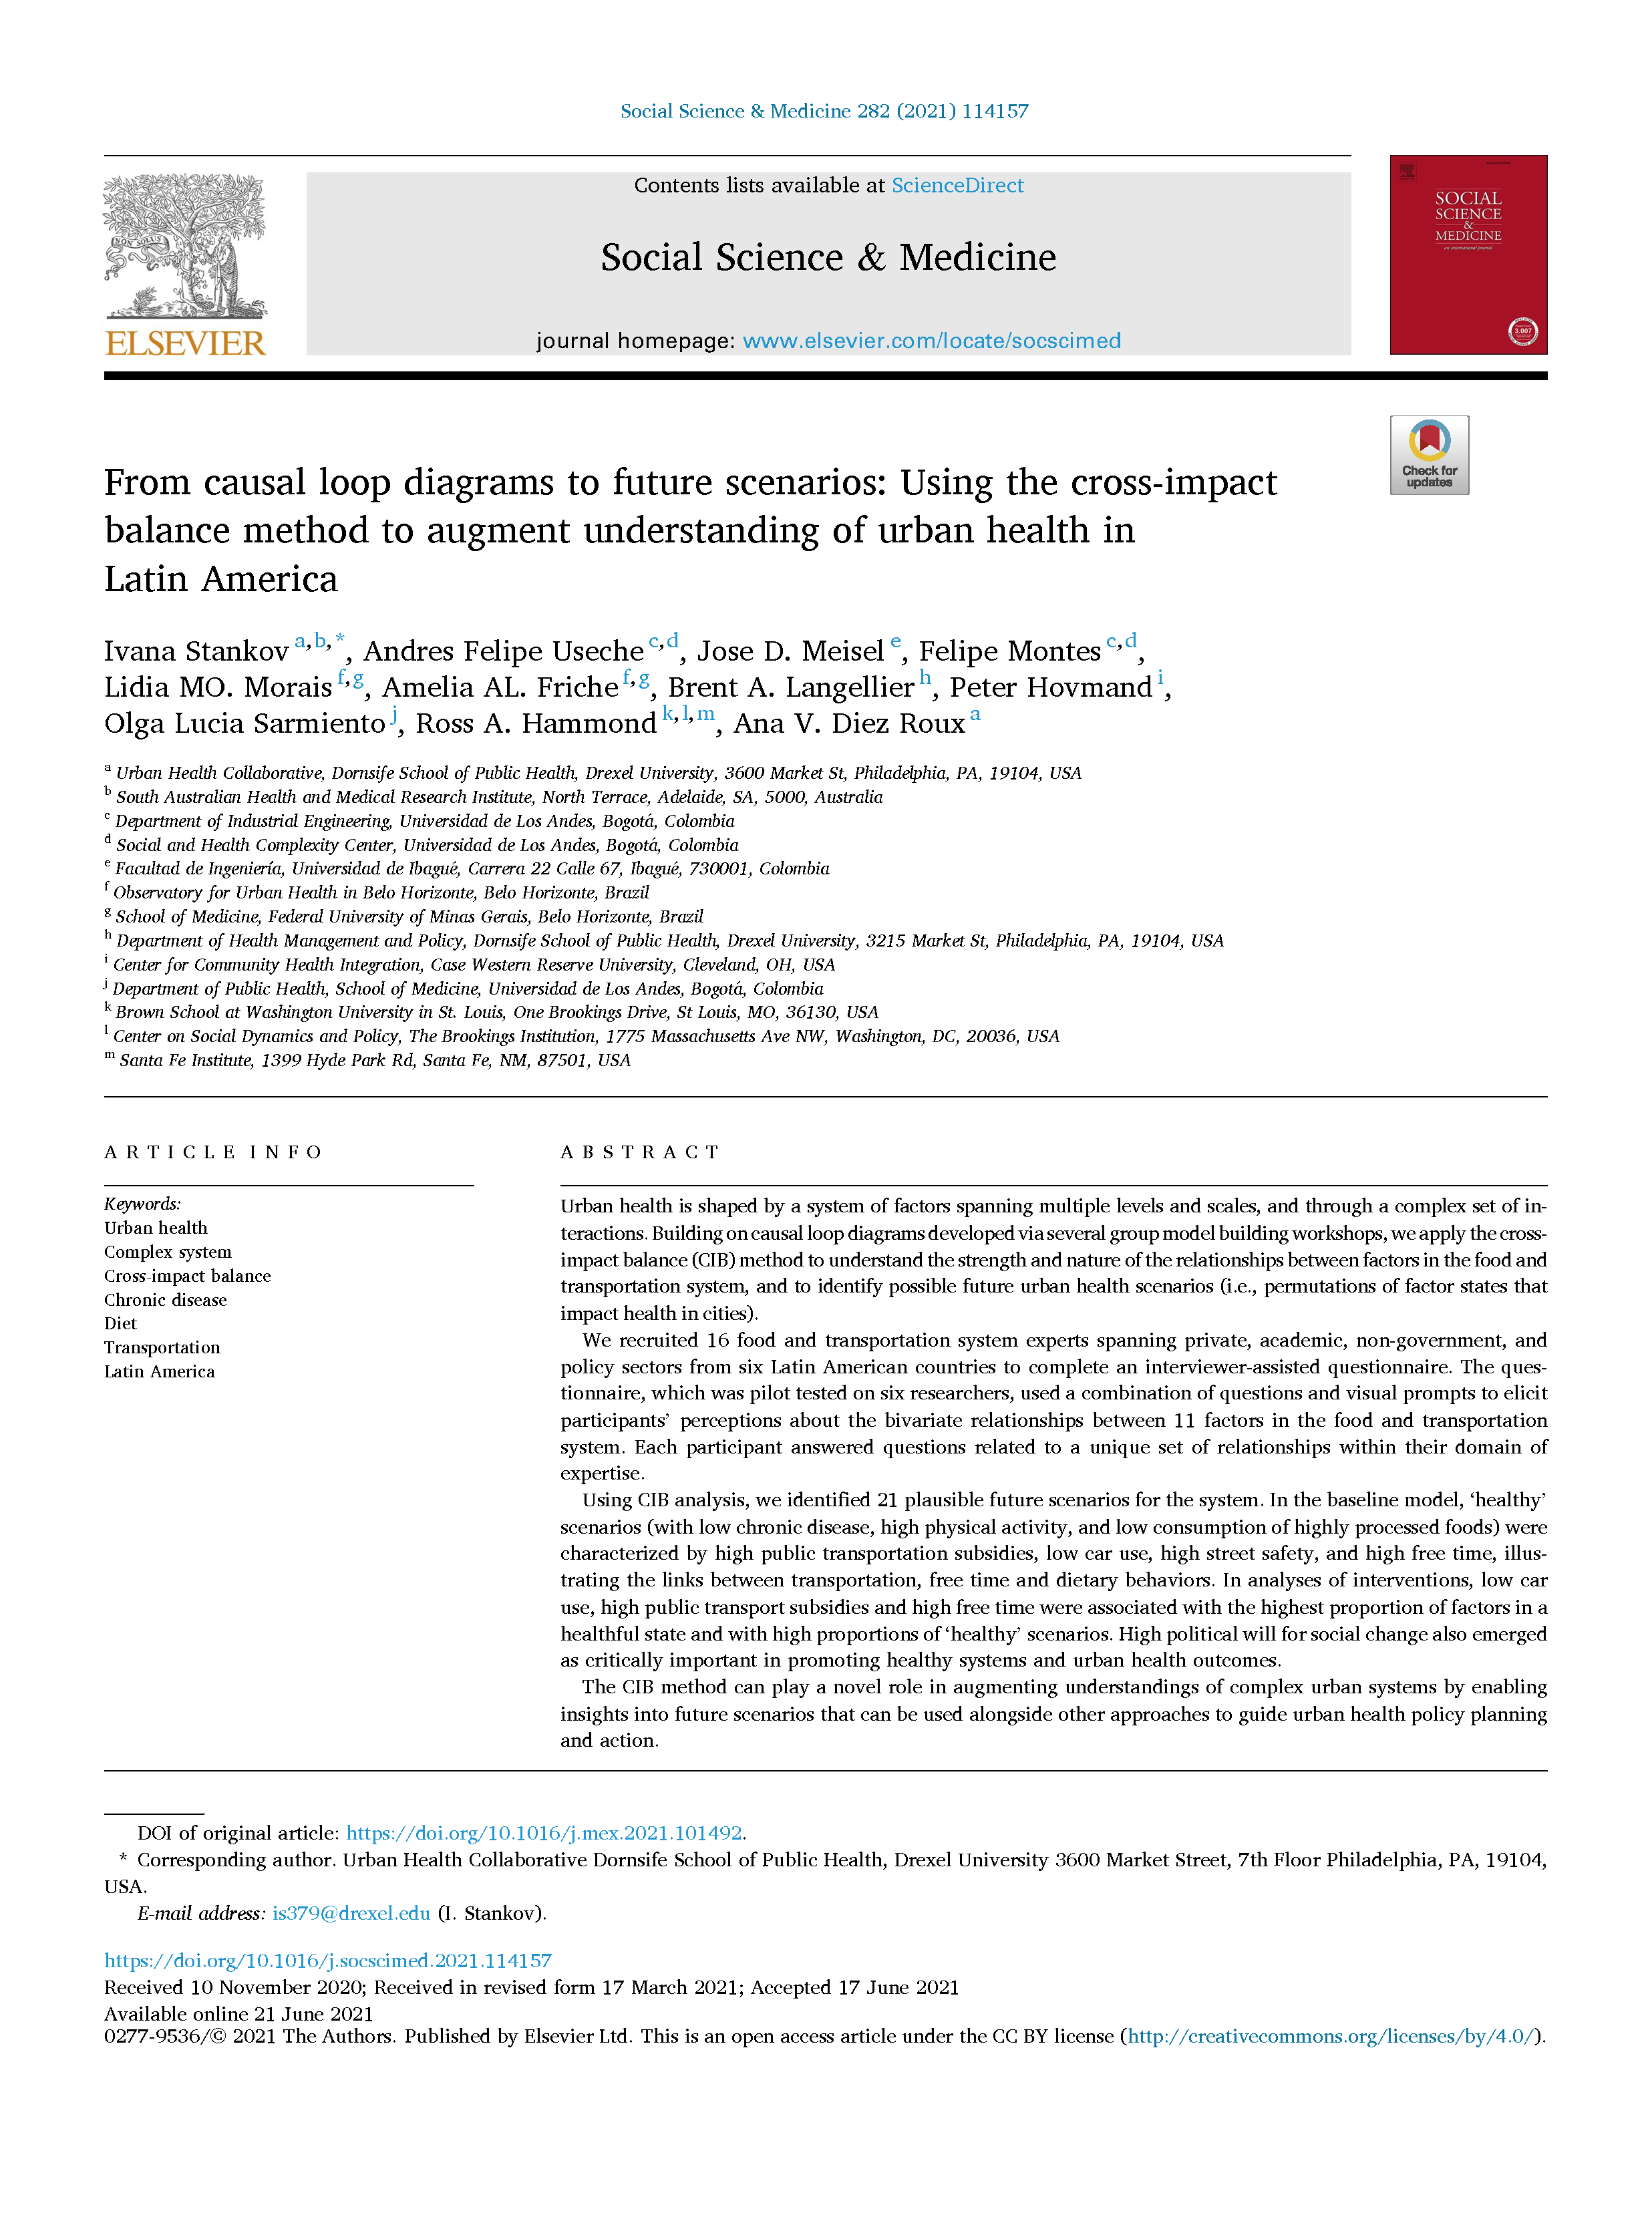 Social Science & Medicine 282 (2021) 114157
Contents lists available at ScienceDirect
Social Science & Medicine
journal homepage: www.elsevier.com/locate/socscimed
NON SOLUS
ELSEVIER
SOCIAL
SCIENCE
&
MEDICINE
an international journal
3.007
Check for
updates
From causal loop diagrams to future scenarios: Using the cross-impact
balance method to augment understanding of urban health in
Latin America
Ivana Stankov a,b,*, Andres Felipe Useche c,d, Jose D. Meisel e, Felipe Montes c,d,
Lidia MO. Morais f,g, Amelia AL. Friche f,g, Brent A. Langellier h, Peter Hovmand i,
Olga Lucia Sarmiento j, Ross A. Hammond k,l,m, Ana V. Diez Roux a
a Urban Health Collaborative, Dornsife School of Public Health, Drexel University, 3600 Market St, Philadelphia, PA, 19104, USA
b South Australian Health and Medical Research Institute, North Terrace, Adelaide, SA, 5000, Australia
c Department of Industrial Engineering, Universidad de Los Andes, Bogotá, Colombia
d Social and Health Complexity Center, Universidad de Los Andes, Bogotá, Colombia
e Facultad de Ingeniería, Universidad de Ibagué, Carrera 22 Calle 67, Ibagué, 730001, Colombia
f Observatory for Urban Health in Belo Horizonte, Belo Horizonte, Brazil
g School of Medicine, Federal University of Minas Gerais, Belo Horizonte, Brazil
h Department of Health Management and Policy, Dornsife School of Public Health, Drexel University, 3215 Market St, Philadelphia, PA, 19104, USA
i Center for Community Health Integration, Case Western Reserve University, Cleveland, OH, USA
j Department of Public Health, School of Medicine, Universidad de Los Andes, Bogotá, Colombia
k Brown School at Washington University in St. Louis, One Brookings Drive, St Louis, MO, 36130, USA
l Center on Social Dynamics and Policy, The Brookings Institution, 1775 Massachusetts Ave NW, Washington, DC, 20036, USA
m Santa Fe Institute, 1399 Hyde Park Rd, Santa Fe, NM, 87501, USA
ARTICLE INFO
Keywords:
Urban health
Complex system
Cross-impact balance
Chronic disease
Diet
Transportation
Latin America
ABSTRACT
Urban health is shaped by a system of factors spanning multiple levels and scales, and through a complex set of in-
teractions. Building on causal loop diagrams developed via several group model building workshops, we apply the cross-
impact balance (CIB) method to understand the strength and nature of the relationships between factors in the food and
transportation system, and to identify possible future urban health scenarios (i.e., permutations of factor states that
impact health in cities).
We recruited 16 food and transportation system experts spanning private, academic, non-government, and
policy sectors from six Latin American countries to complete an interviewer-assisted questionnaire. The ques-
tionnaire, which was pilot tested on six researchers, used a combination of questions and visual prompts to elicit
participants’ perceptions about the bivariate relationships between 11 factors in the food and transportation
system. Each participant answered questions related to a unique set of relationships within their domain of
expertise.
Using CIB analysis, we identified 21 plausible future scenarios for the system. In the baseline model, ‘healthy’
scenarios (with low chronic disease, high physical activity, and low consumption of highly processed foods) were
characterized by high public transportation subsidies, low car use, high street safety, and high free time, illus-
trating the links between transportation, free time and dietary behaviors. In analyses of interventions, low car
use, high public transport subsidies and high free time were associated with the highest proportion of factors in a
healthful state and with high proportions of ‘healthy’ scenarios. High political will for social change also emerged
as critically important in promoting healthy systems and urban health outcomes.
The CIB method can play a novel role in augmenting understandings of complex urban systems by enabling
insights into future scenarios that can be used alongside other approaches to guide urban health policy planning
and action.
DOI of original article: https://doi.org/10.1016/j.mex.2021.101492.
* Corresponding author. Urban Health Collaborative Dornsife School of Public Health, Drexel University 3600 Market Street, 7th Floor Philadelphia, PA, 19104,
USA.
E-mail address: is379@drexel.edu (I. Stankov).
https://doi.org/10.1016/j.socscimed.2021.114157
Received 10 November 2020; Received in revised form 17 March 2021; Accepted 17 June 2021
Available online 21 June 2021
0277-9536/© 2021 The Authors. Published by Elsevier Ltd. This is an open access article under the CC BY license (http://creativecommons.org/licenses/by/4.0/).